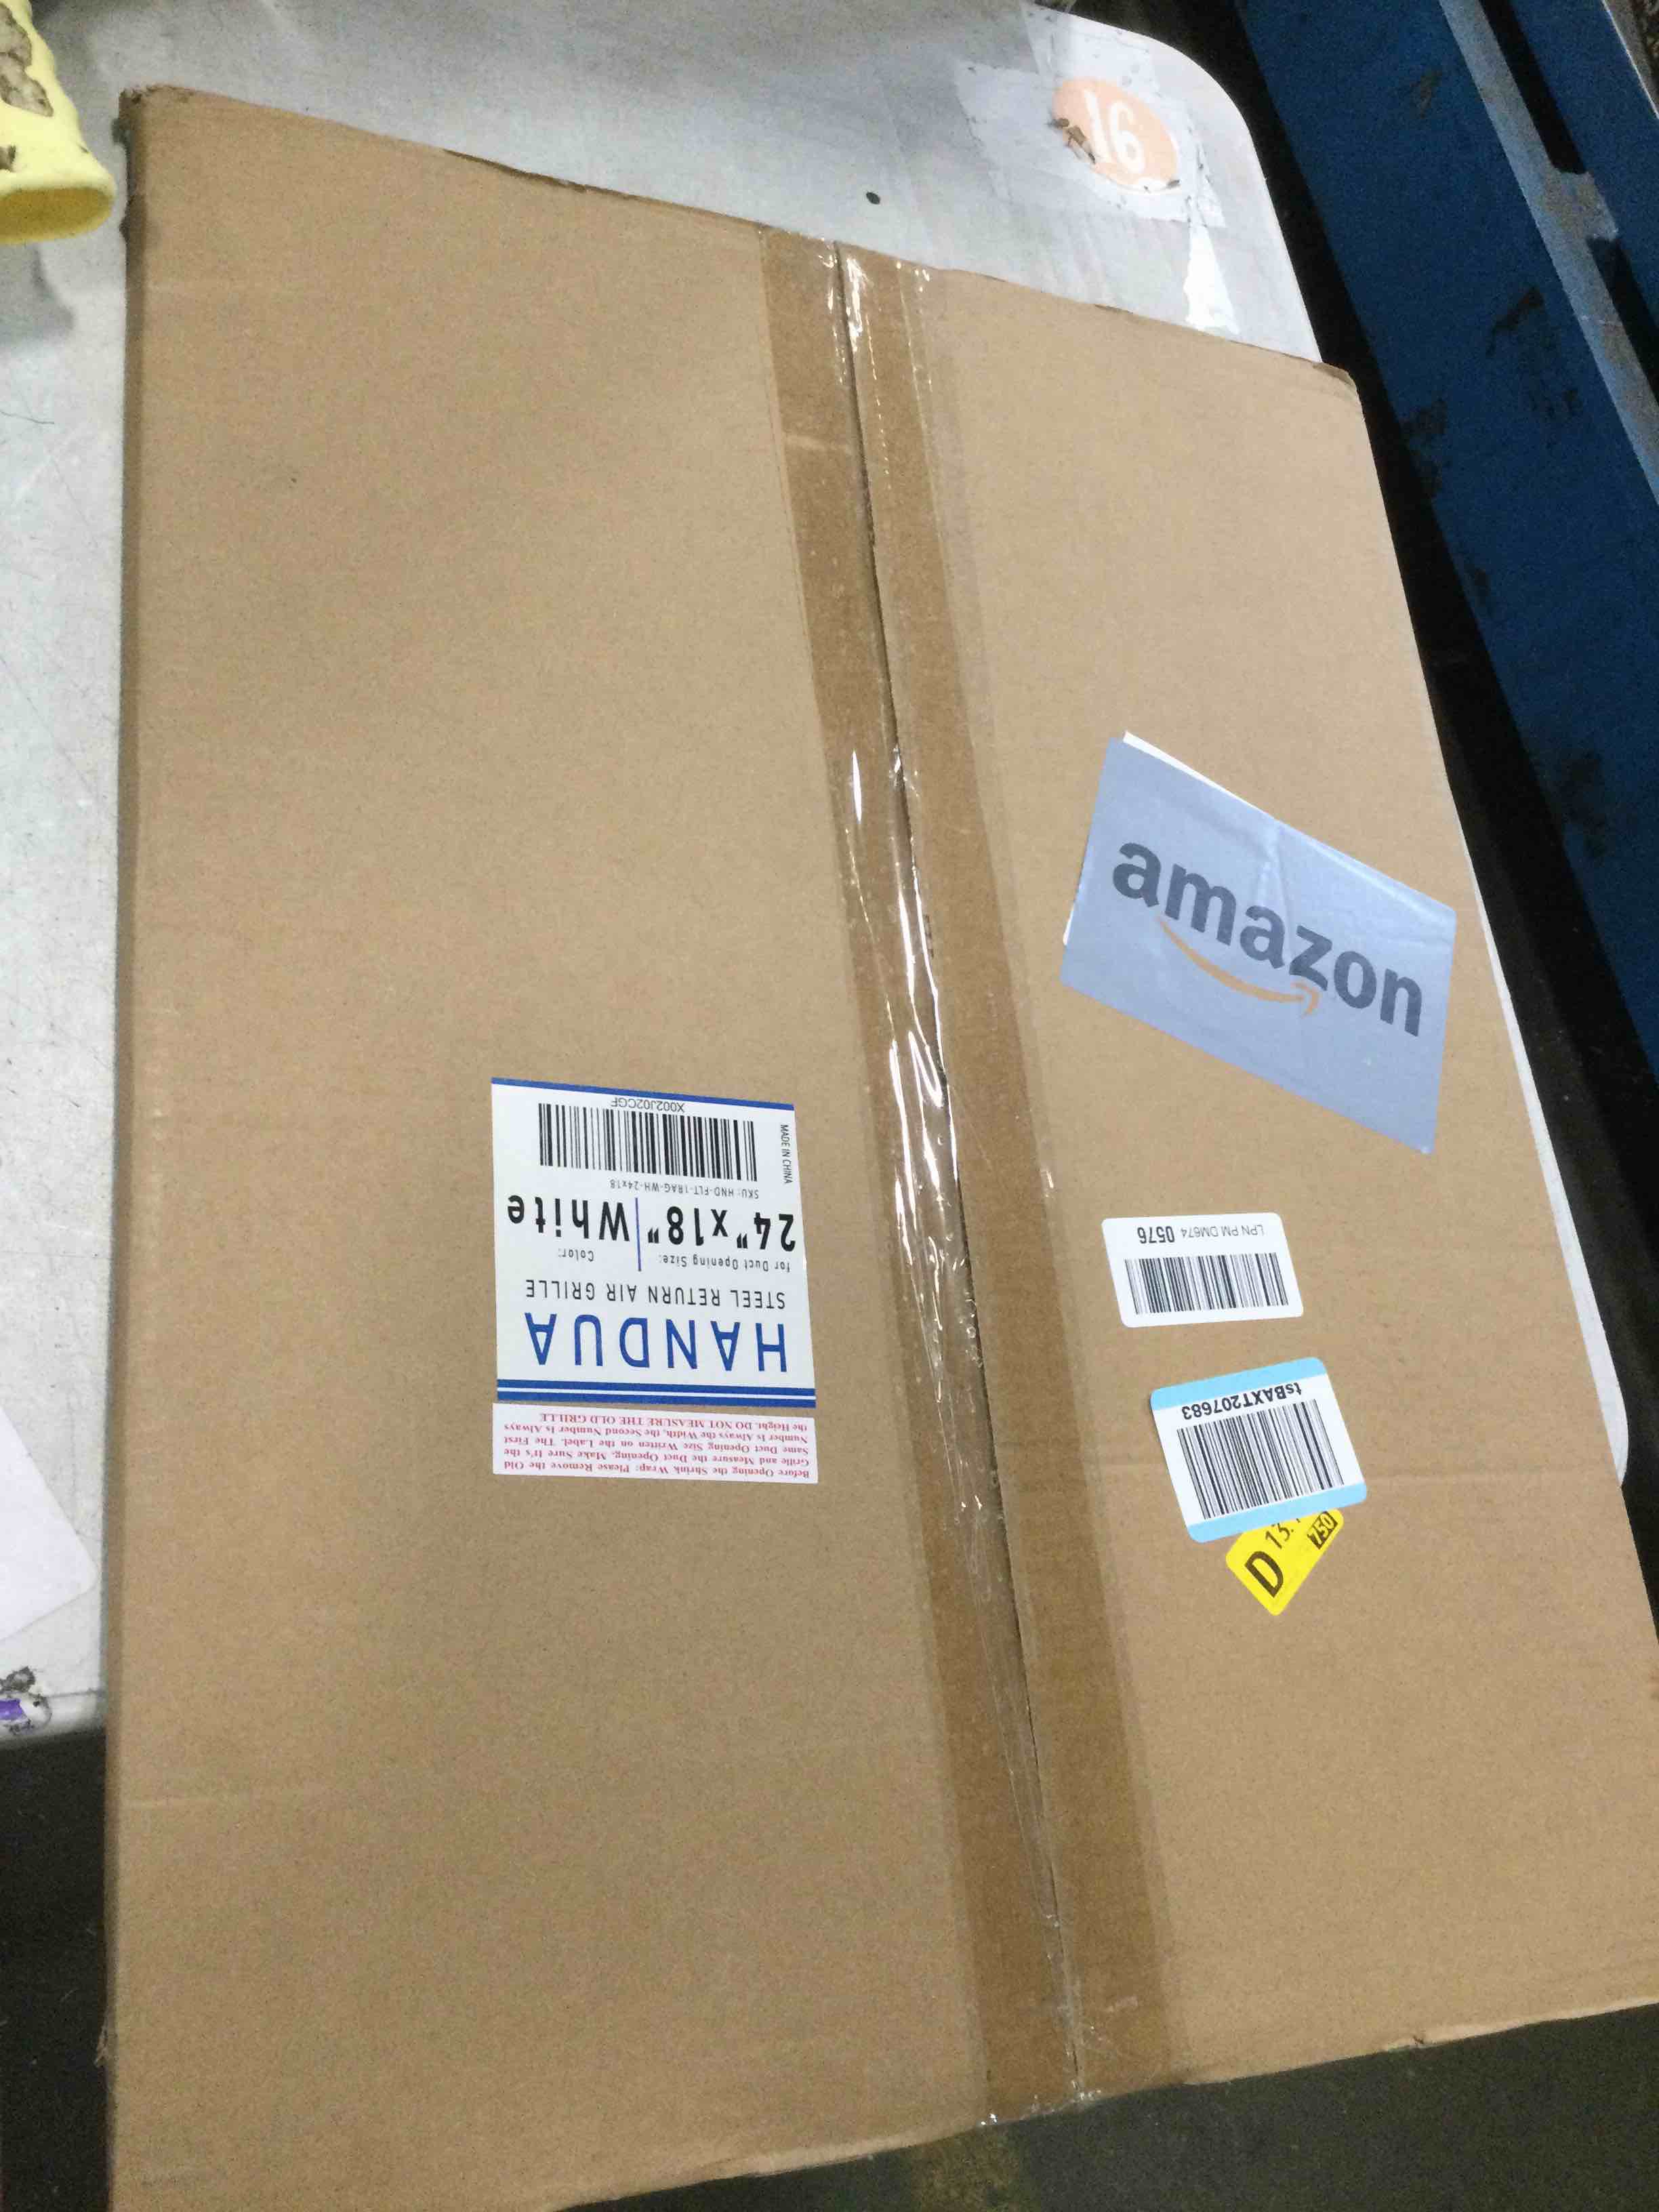 16
amazon
Before Opening the Shrink Wrap: Please Remove the Old
Grille and Measure the Duct Opening, Make Sure It's the
Same Duct Opening Size Written on the Label. The First
Number Is Always the Width, the Second Number Is Always
the Height. DO NOT MEASURE THE OLD GRILLE
HANDUA
STEEL RETURN AIR GRILLE
for Duct Opening Size:
Color:
24"x18"
White
SKU: HND-FLT-1RAG-WH-24x18
MADE IN CHINA
X002J02CGF
LPN PM DM674 0576
tsBAXT207683
D
13.
750